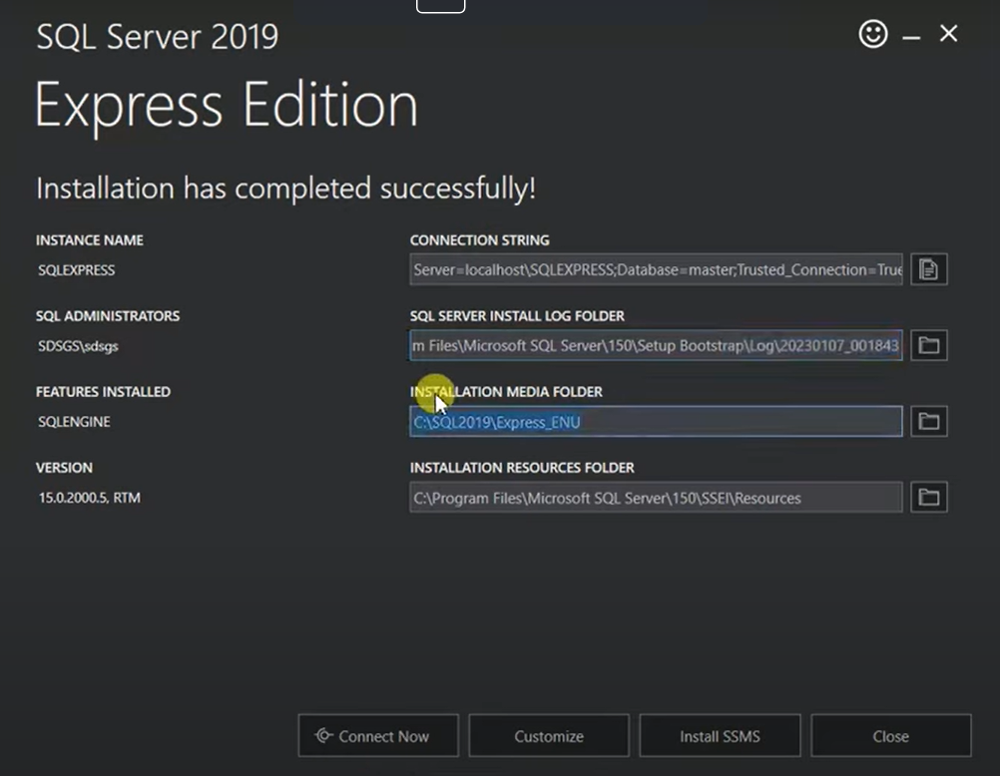 SQL Server 2019
Express Edition
Installation has completed successfully!
INSTANCE NAME
SQLEXPRESS
CONNECTION STRING
Server=localhost\SQLEXPRESS;Database=master;Trusted_Connection=True
SQL ADMINISTRATORS
SDSGS\sdsgs
SQL SERVER INSTALL LOG FOLDER
m Files\Microsoft SQL Server\150\Setup Bootstrap\Log\20230107_001843
FEATURES INSTALLED
SQLENGINE
INSTALLATION MEDIA FOLDER
C:\SQL2019\Express_ENU
VERSION
15.0.2000.5, RTM
INSTALLATION RESOURCES FOLDER
C:\Program Files\Microsoft SQL Server\150\SSEI\Resources
Connect Now
Customize
Install SSMS
Close